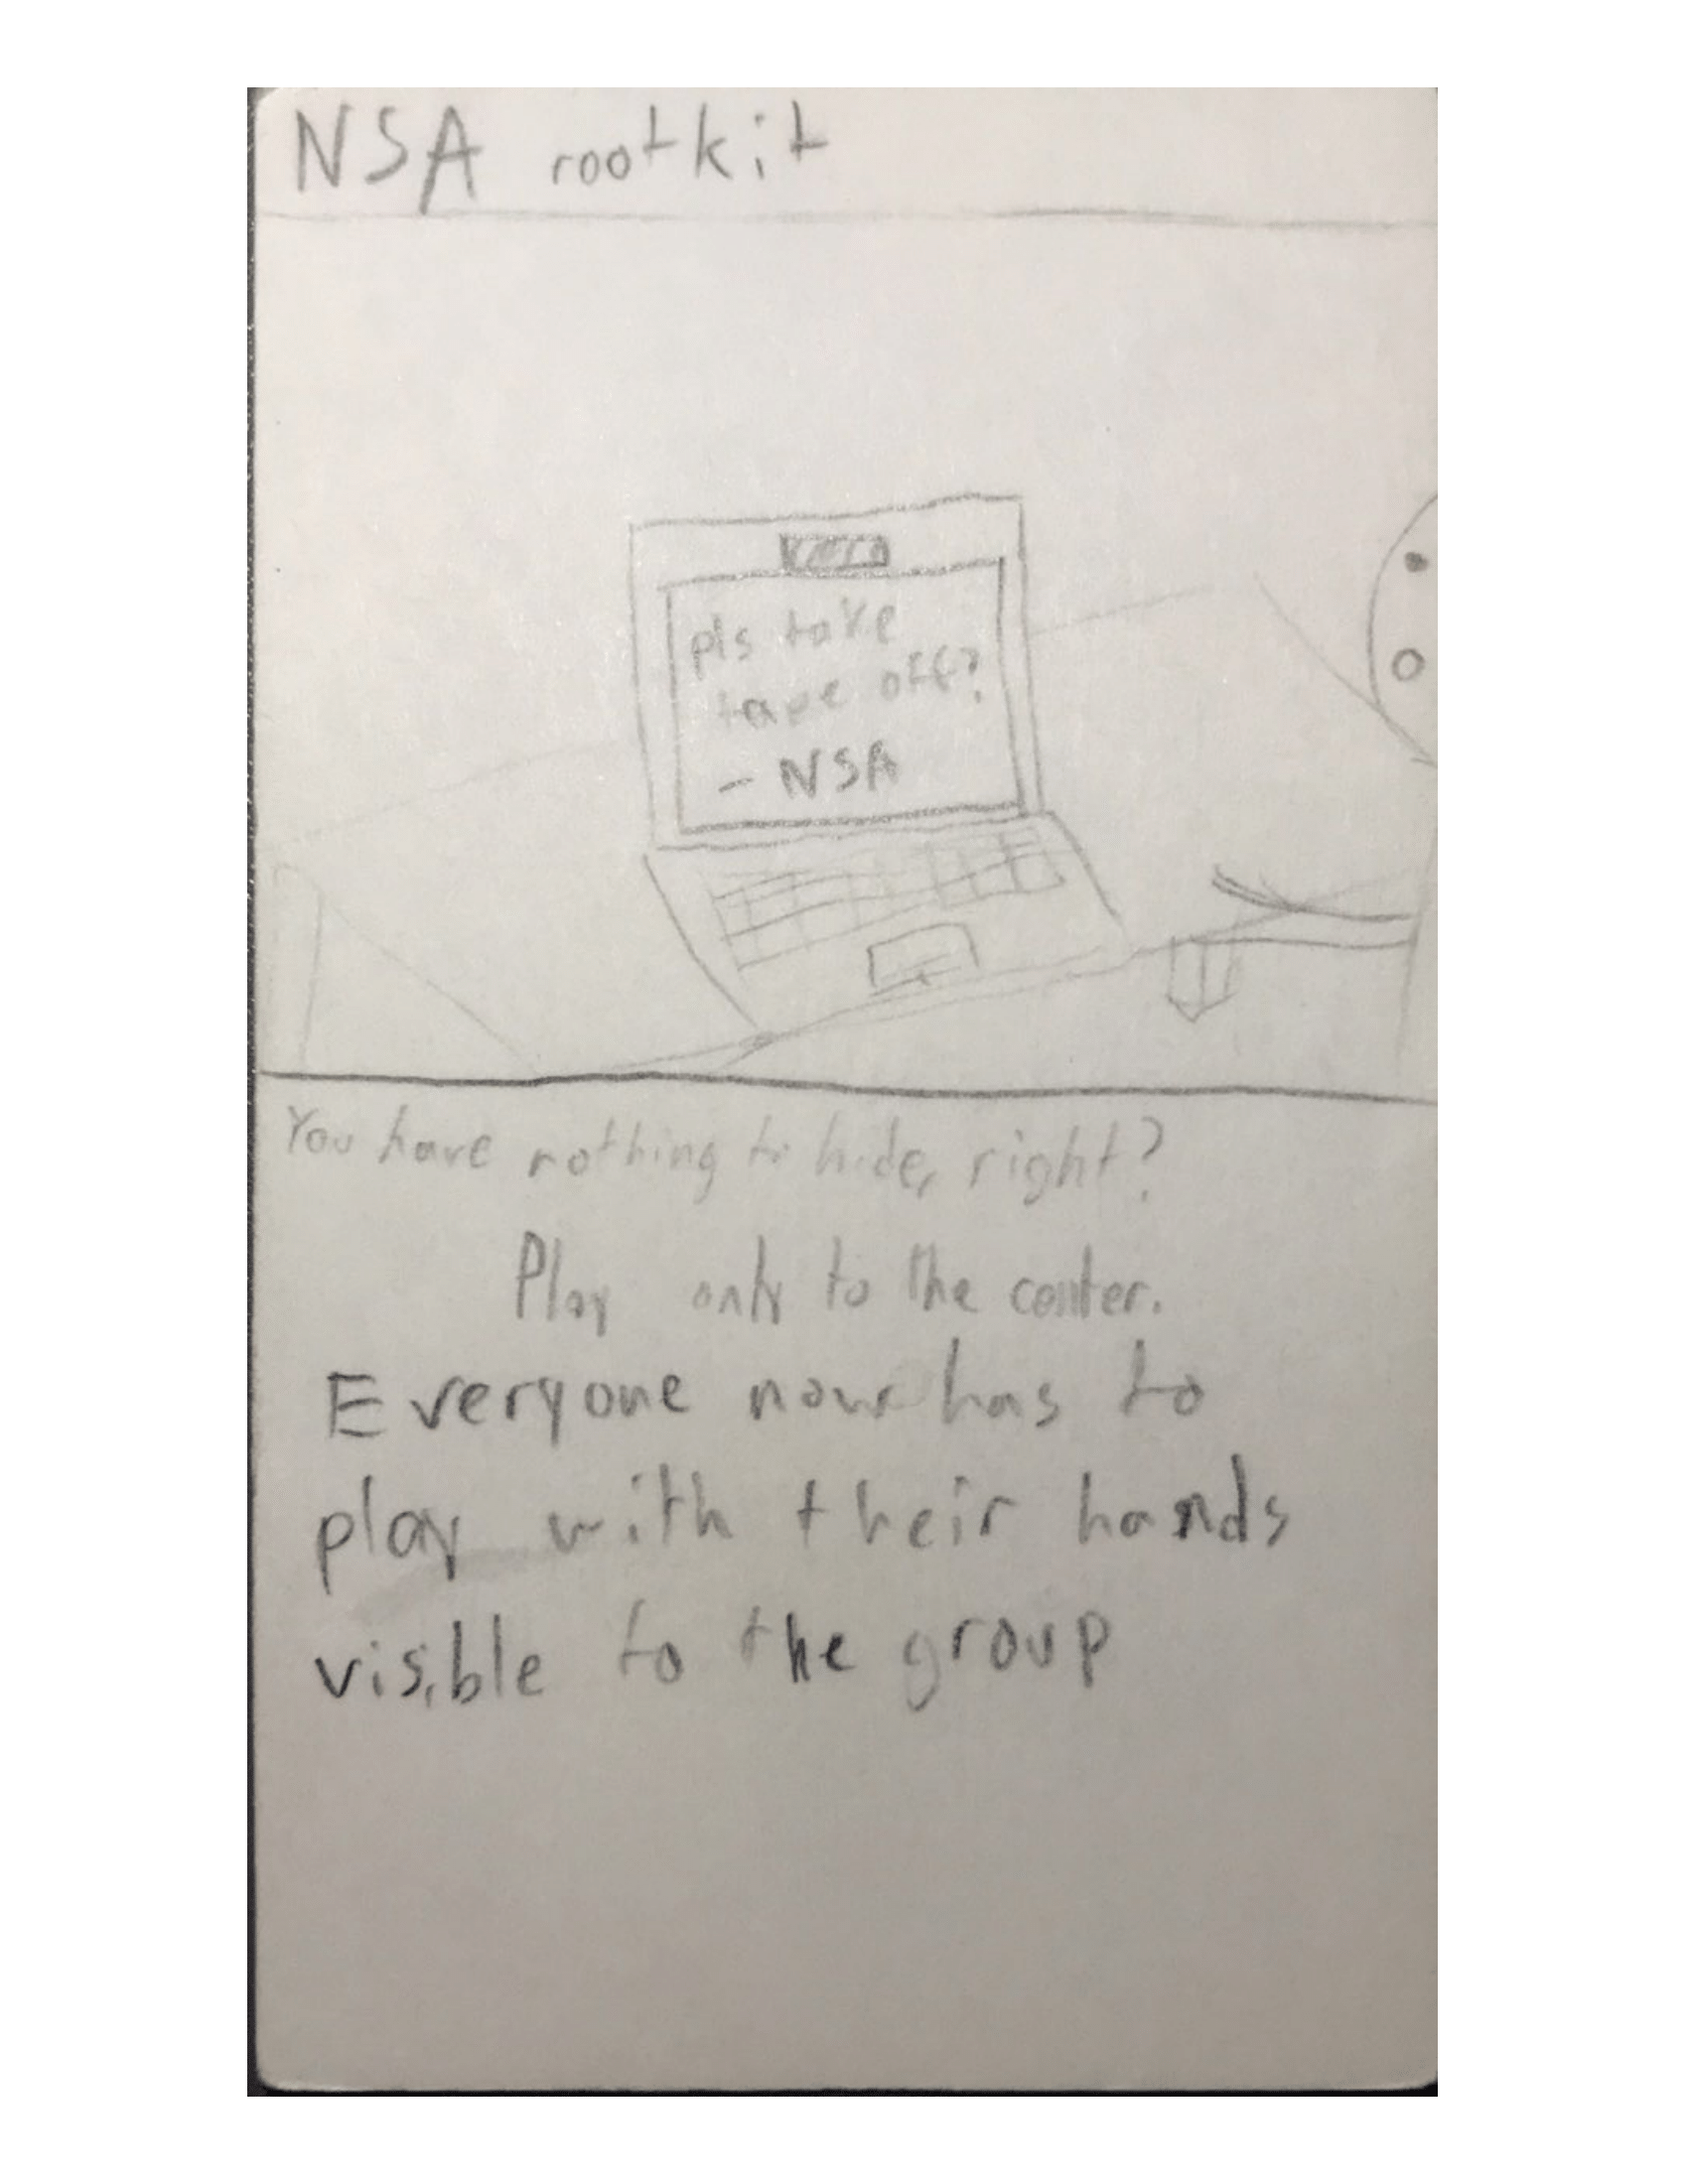 NSA rootkit
pls take
tape off?
- NSA
You have nothing to hide, right?
Play only to the center.
Everyone now has to
play with their hands
visible to the group